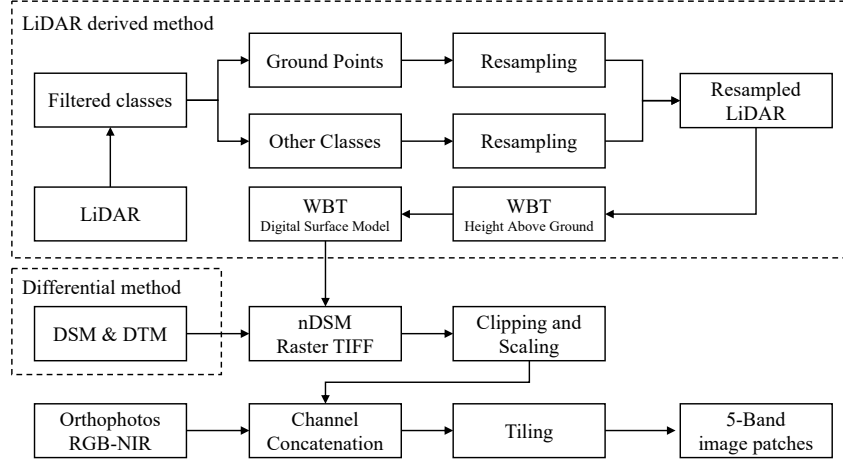 LiDAR derived method
Ground Points
Resampling
Filtered classes
Resampled
LiDAR
Other Classes
Resampling
LiDAR
WBT
Digital Surface Model
WBT
Height Above Ground
Differential method
DSM & DTM
nDSM
Raster TIFF
Clipping and
Scaling
Orthophotos
RGB-NIR
Channel
Concatenation
Tiling
5-Band
image patches